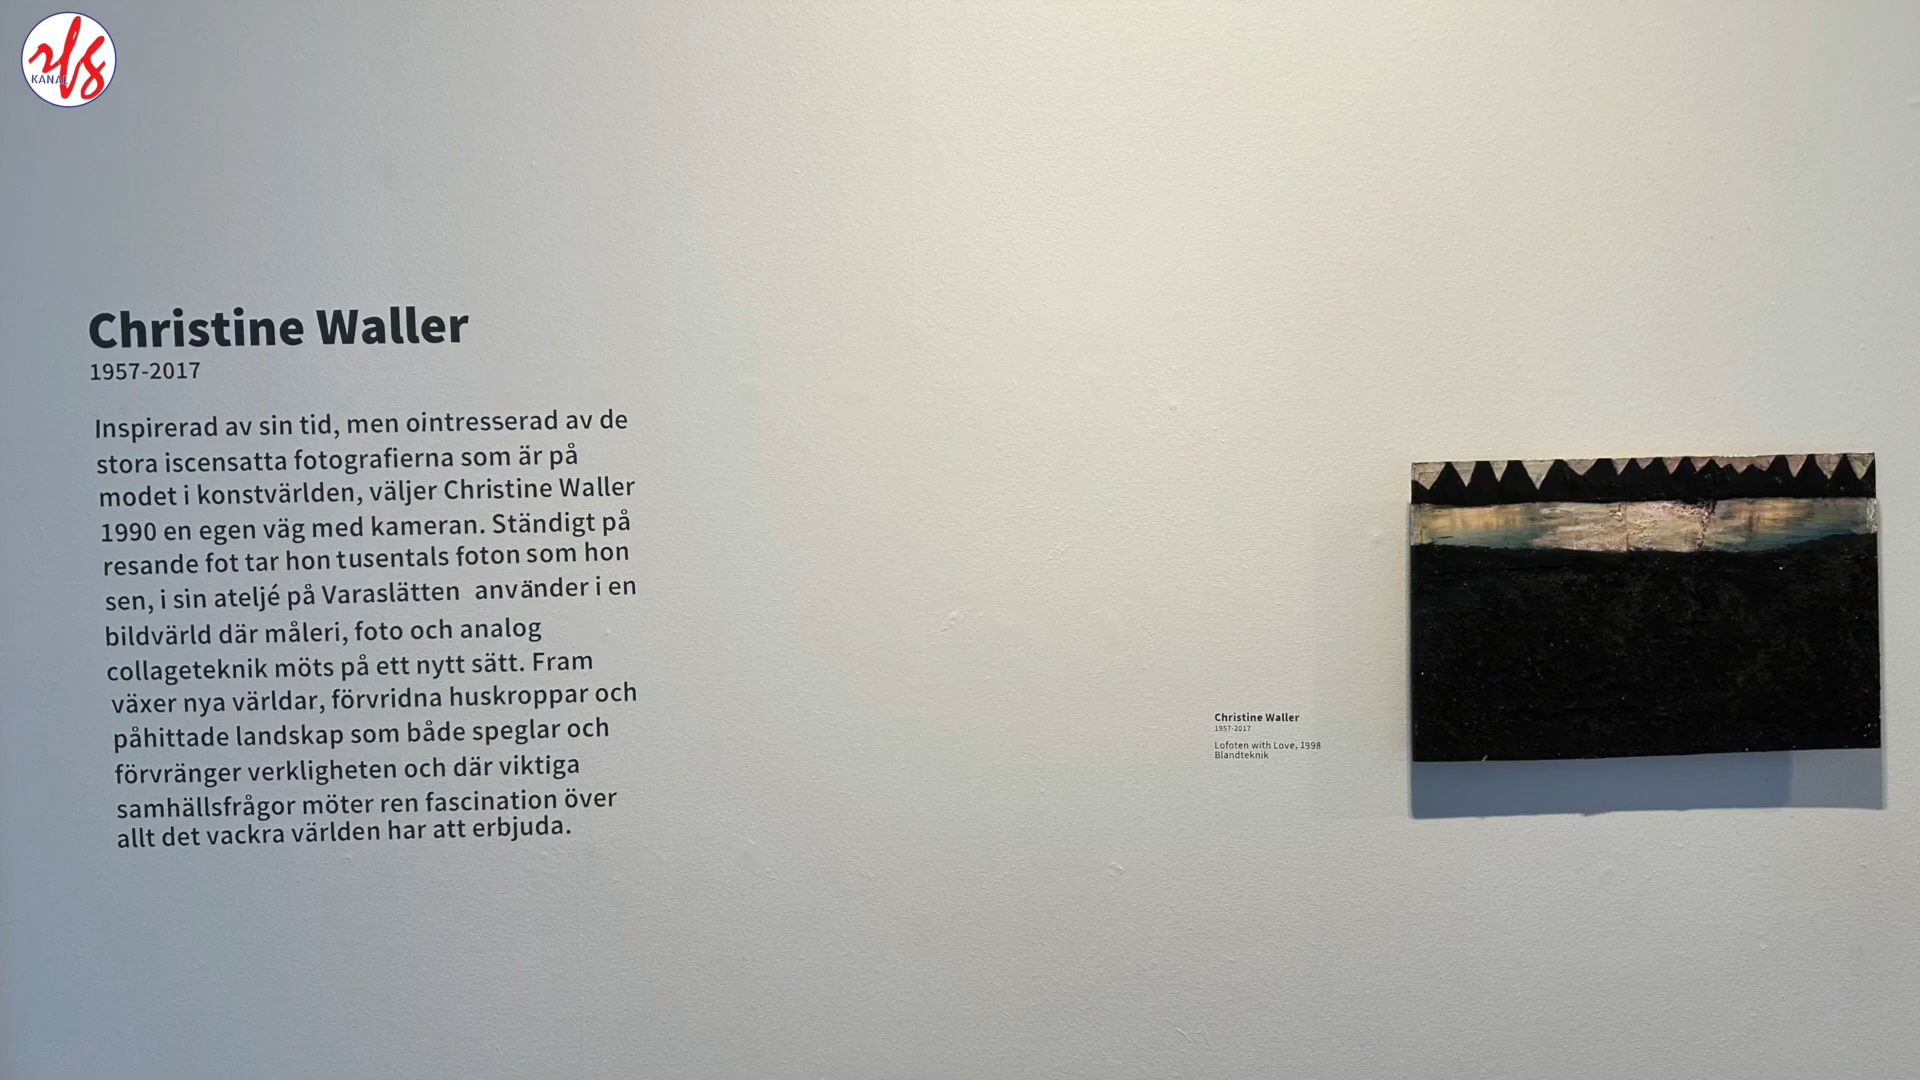 KANAL
Christine Waller
1957-2017
Inspirerad av sin tid, men ointresserad av de
stora iscensatta fotografierna som är på
modet i konstvärlden, väljer Christine Waller
1990 en egen väg med kameran. Ständigt på
resande fot tar hon tusentals foton som hon
sen, i sin ateljé på Varaslätten använder i en
bildvärld där måleri, foto och analog
collageteknik möts på ett nytt sätt. Fram
växer nya världar, förvridna huskroppar och
påhittade landskap som både speglar och
förvränger verkligheten och där viktiga
samhällsfrågor möter ren fascination över
allt det vackra världen har att erbjuda.
Christine Waller
1957-2017
Lofoten with Love, 1998
Blandteknik